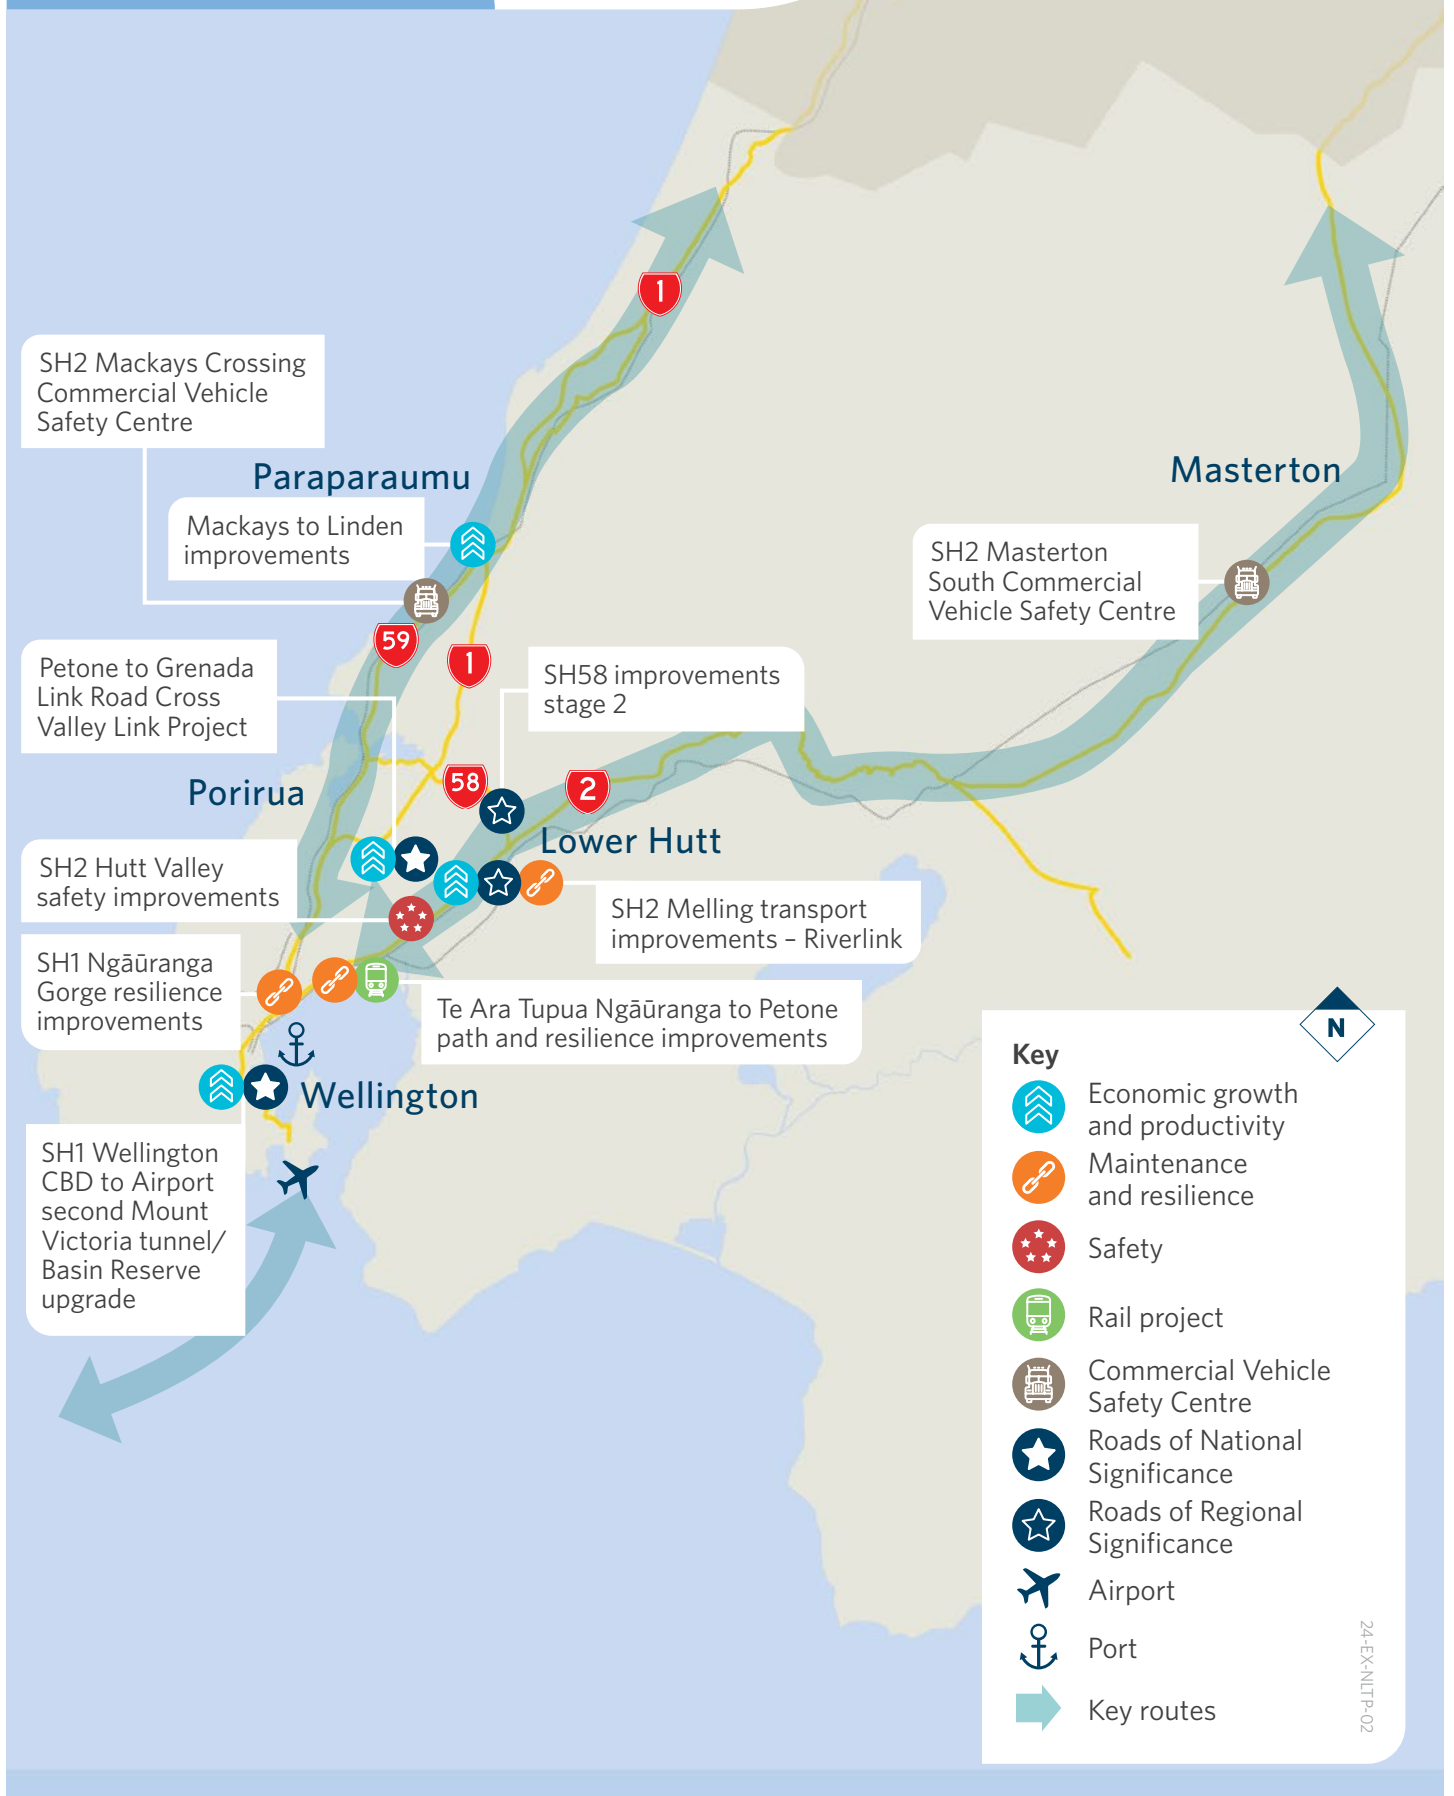 1
SH2 Mackays Crossing
Commercial Vehicle
Safety Centre
Paraparaumu
Masterton
Mackays to Linden
improvements
SH2 Masterton
South Commercial
Vehicle Safety Centre
59
1
Petone to Grenada
Link Road Cross
Valley Link Project
SH58 improvements
stage 2
Porirua
58
2
Lower Hutt
SH2 Hutt Valley
safety improvements
SH2 Melling transport
improvements – Riverlink
SH1 Ngāūranga
Gorge resilience
improvements
Te Ara Tupua Ngāūranga to Petone
path and resilience improvements
Wellington
SH1 Wellington
CBD to Airport
second Mount
Victoria tunnel/
Basin Reserve
upgrade
N
Key
Economic growth
and productivity
Maintenance
and resilience
Safety
Rail project
Commercial Vehicle
Safety Centre
Roads of National
Significance
Roads of Regional
Significance
Airport
Port
Key routes
24-EX-NLTP-02